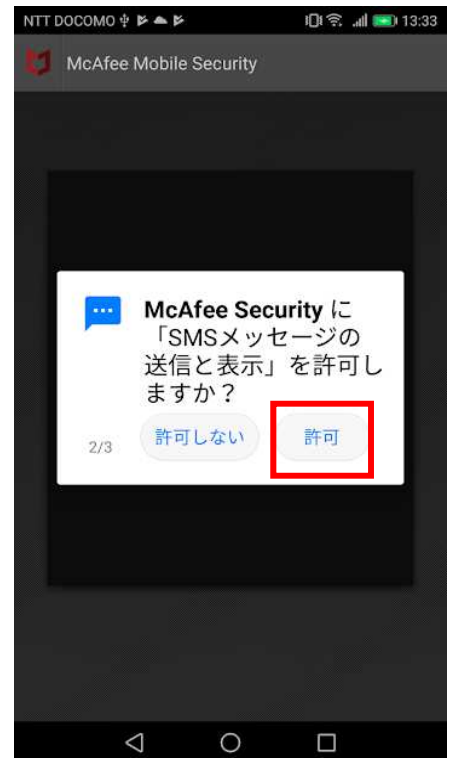 NTT DOCOMO 13:33
McAfee Mobile Security
McAfee Security に
「SMSメッセージの
送信と表示」を許可し
ますか？
2/3 許可しない 許可